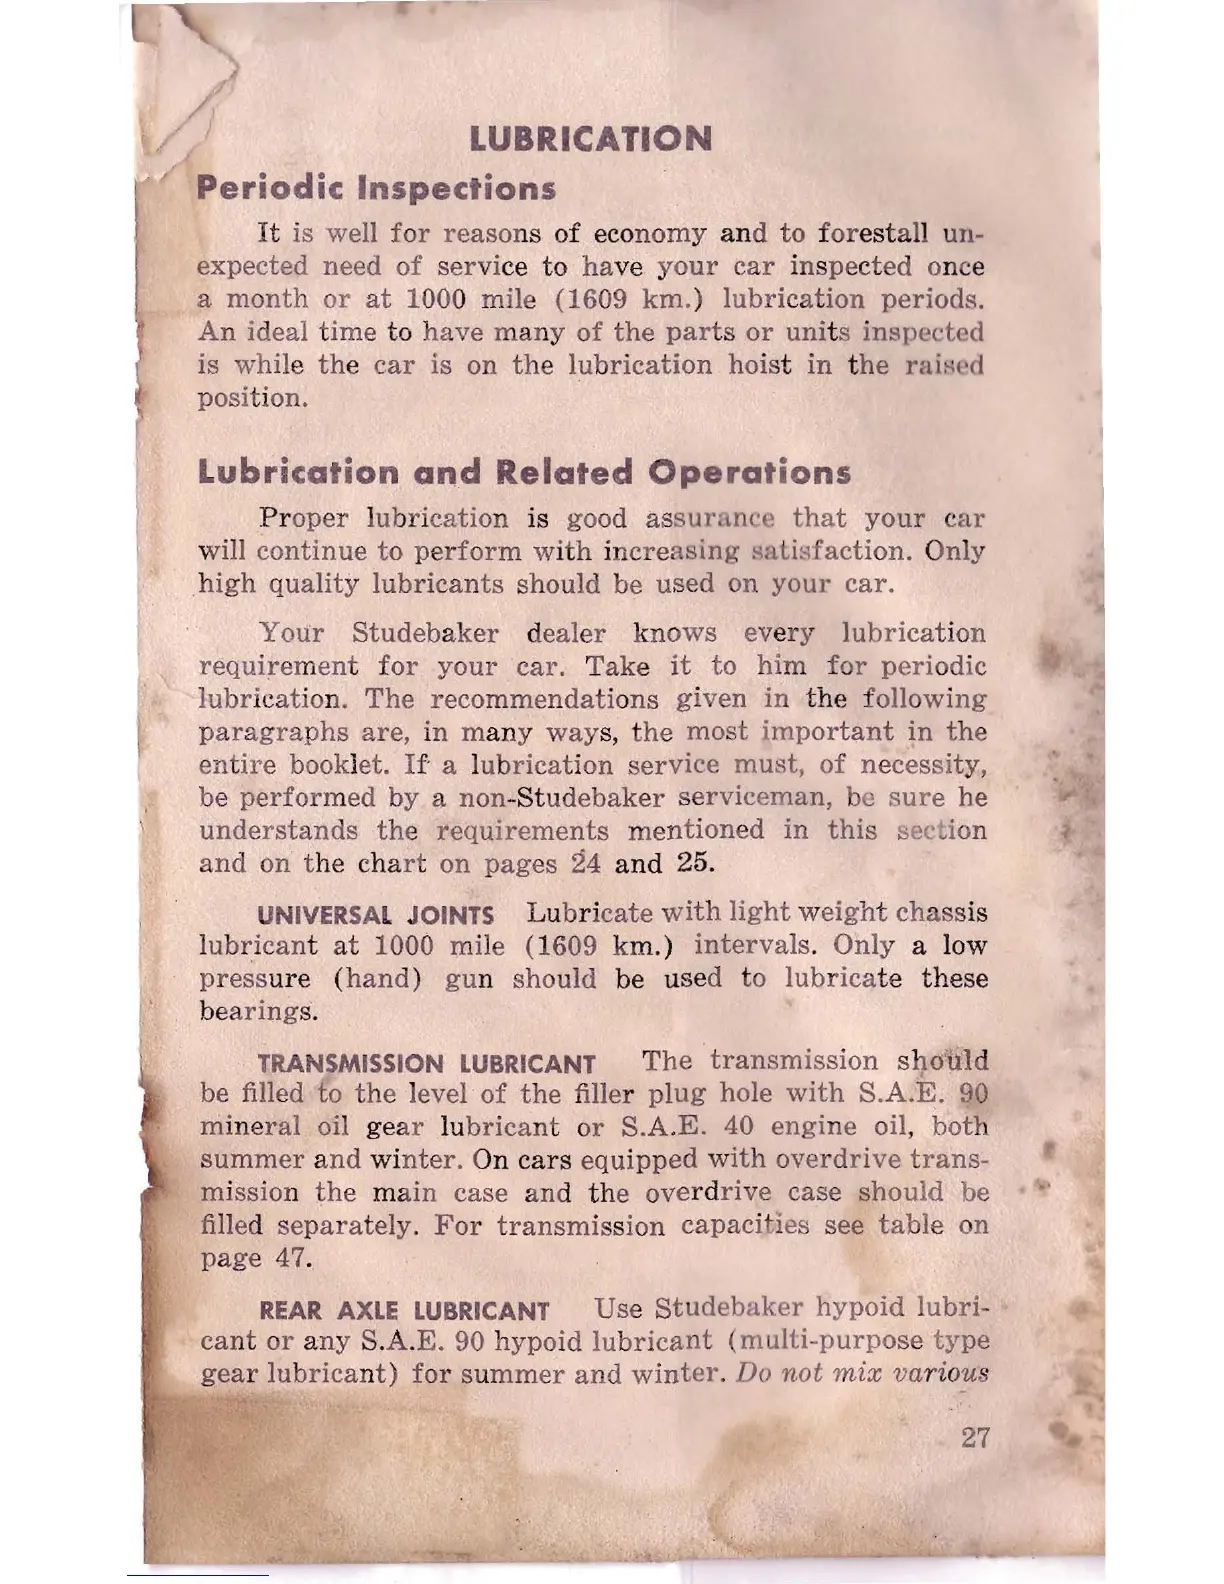 LUBRICATION
Periodic Inspections
It is well for reasons of economy and to forestall un-
expected need of service to have your car inspected once
a month or at 1000 mile (1609 km.) lubrication periods.
An ideal time to have many of the parts or units inspected
is while the car is on the lubrication hoist in the raised
position.
Lubrication and Related Operations
Proper lubrication is good assurance that your car
will continue to perform with increasing satisfaction. Only
high quality lubricants should be used on your car.
Your Studebaker dealer knows every lubrication
requirement for your car. Take it to him for periodic
lubrication. The recommendations given in the following
paragraphs are, in many ways, the most important in the
entire booklet. If a lubrication service must, of necessity,
be performed by a non-Studebaker serviceman, be sure he
understands the requirements mentioned in this section
and on the chart on pages 24 and 25.
UNIVERSAL JOINTS Lubricate with light weight chassis
lubricant at 1000 mile (1609 km.) intervals. Only a low
pressure (hand) gun should be used to lubricate these
bearings.
TRANSMISSION LUBRICANT The transmission should
be filled to the level of the filler plug hole with S.A.E. 90
mineral oil gear lubricant or S.A.E. 40 engine oil, both
summer and winter. On cars equipped with overdrive trans-
mission the main case and the overdrive case should be
filled separately. For transmission capacities see table on
page 47.
REAR AXLE LUBRICANT Use Studebaker hypoid lubri-
cant or any S.A.E. 90 hypoid lubricant (multi-purpose type
gear lubricant) for summer and winter. Do not mix various
27